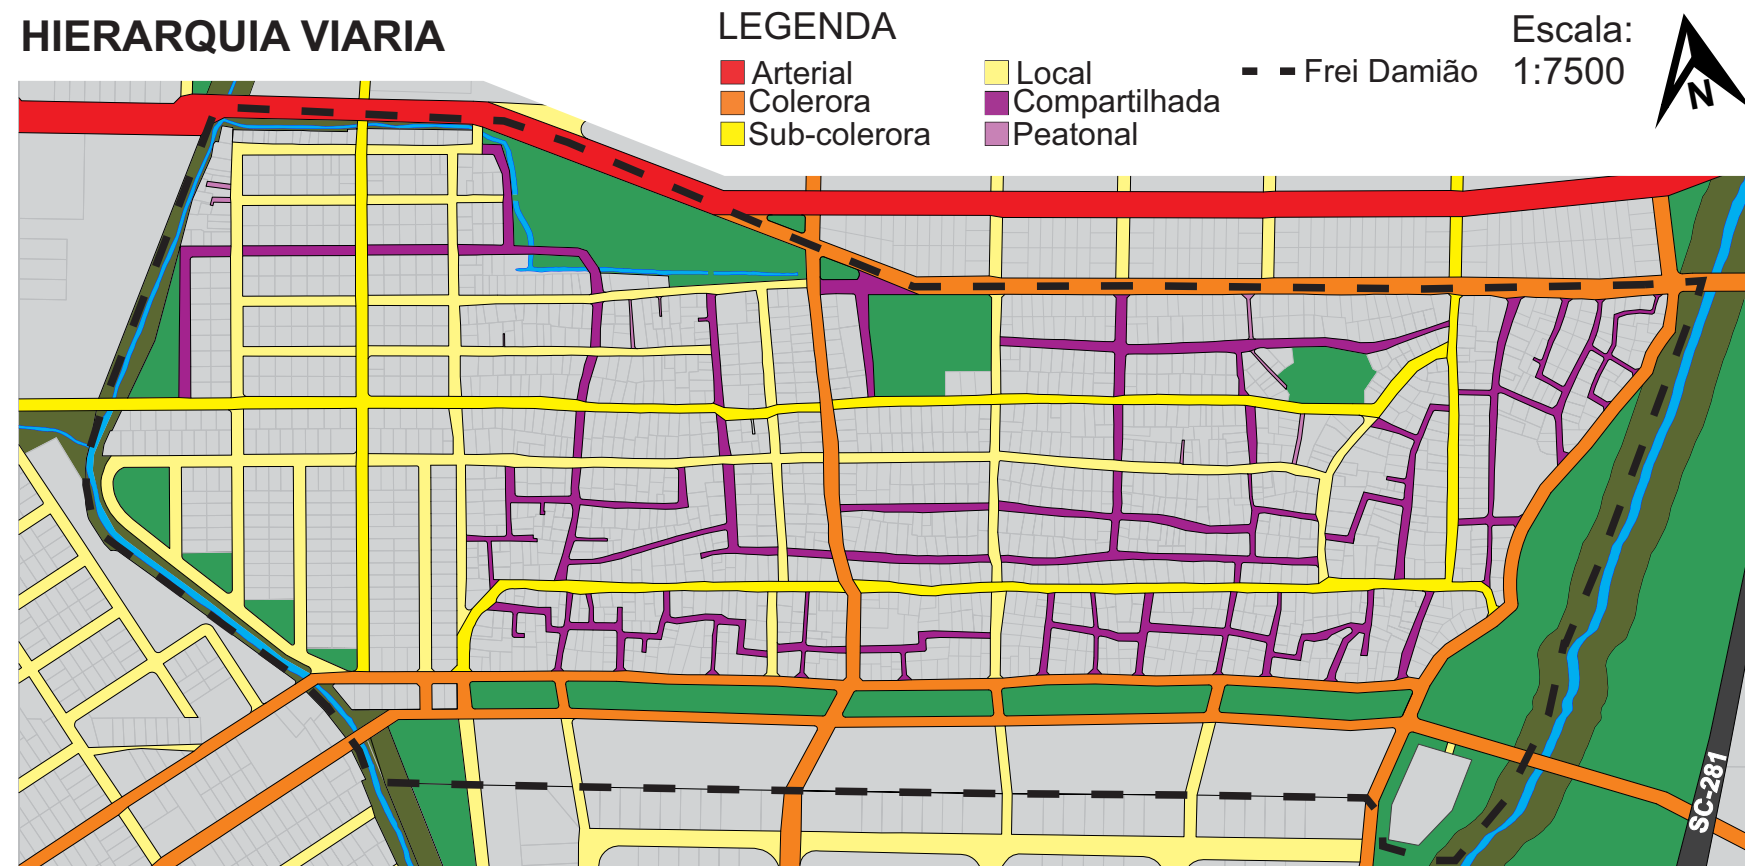 HIERARQUIA VIARIA
LEGENDA
Arterial
Colerora
Sub-colerora
Local
Compartilhada
Peatonal
Frei Damião
Escala:
1:7500
N
SC-281